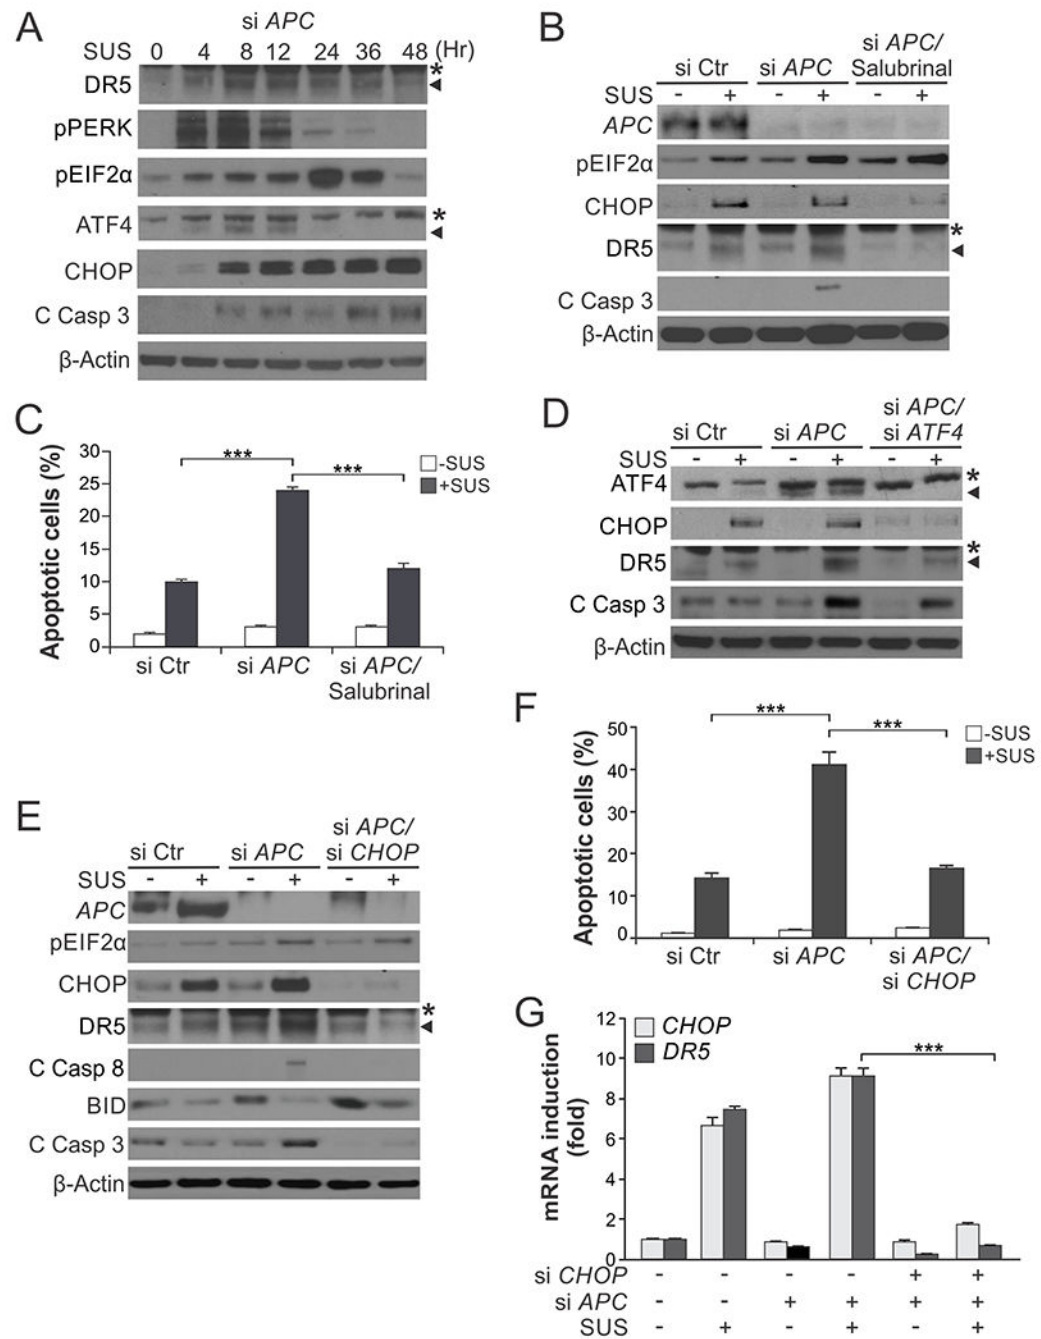 A
si APC
SUS 0 4 8 12 24 36 48 (Hr)
DR5 *
pPERK
pEIF2α
ATF4 *
CHOP
C Casp 3
β-Actin
B
si Ctr si APC si APC/
Salubrinal
SUS - + - + - +
APC
pEIF2α
CHOP
*
DR5
C Casp 3
β-Actin
C
Apoptotic cells (%)
30
25
20
15
10
5
0
*** ***
-SUS
+SUS
si Ctr si APC si APC/
Salubrinal
D
si Ctr si APC si APC/
si ATF4
SUS - + - + - +
ATF4 *
CHOP
*
DR5
C Casp 3
β-Actin
E
si Ctr si APC si APC/
si CHOP
SUS - + - + - +
APC
pEIF2α
CHOP
*
DR5
C Casp 8
BID
C Casp 3
β-Actin
F
Apoptotic cells (%)
50
40
30
20
10
0
*** ***
-SUS
+SUS
si Ctr si APC si APC/
si CHOP
G
mRNA induction
(fold)
12
10
8
6
4
2
0
CHOP
DR5
***
si CHOP - - - - + +
si APC - - + + + +
SUS - + - + - +